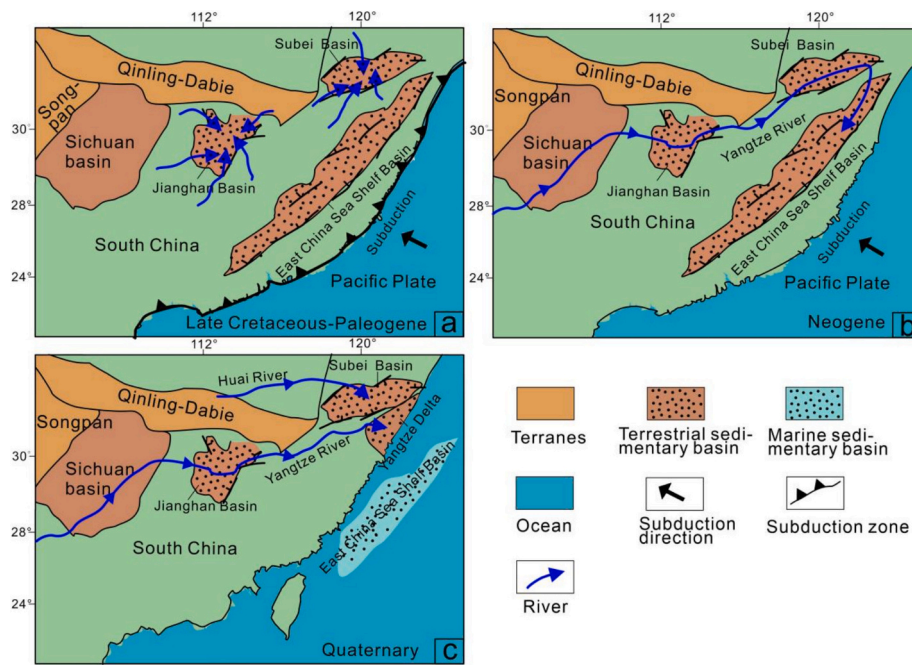 112°
120°
Subei Basin
Qinling-Dabie
Song-
pan
30°
Sichuan
basin
Jianghan Basin
28°
South China
East China Sea Shelf Basin
Subduction
24°
Pacific Plate
Late Cretaceous-Paleogene
a
112°
120°
Subei Basin
Qinling-Dabie
Songpan
30°
Sichuan
basin
Yangtze River
Jianghan Basin
28°
South China
East China Sea Shelf Basin
Subduction
24°
Pacific Plate
Neogene
b
112°
120°
Subei Basin
Huai River
Qinling-Dabie
Songpan
Yangtze Delta
30°
Sichuan
basin
Yangtze River
Jianghan Basin
East China Sea Shelf Basin
28°
South China
24°
Quaternary
c
Terranes
Terrestrial sedi-
mentary basin
Marine sedi-
mentary basin
Ocean
Subduction
direction
Subduction zone
River